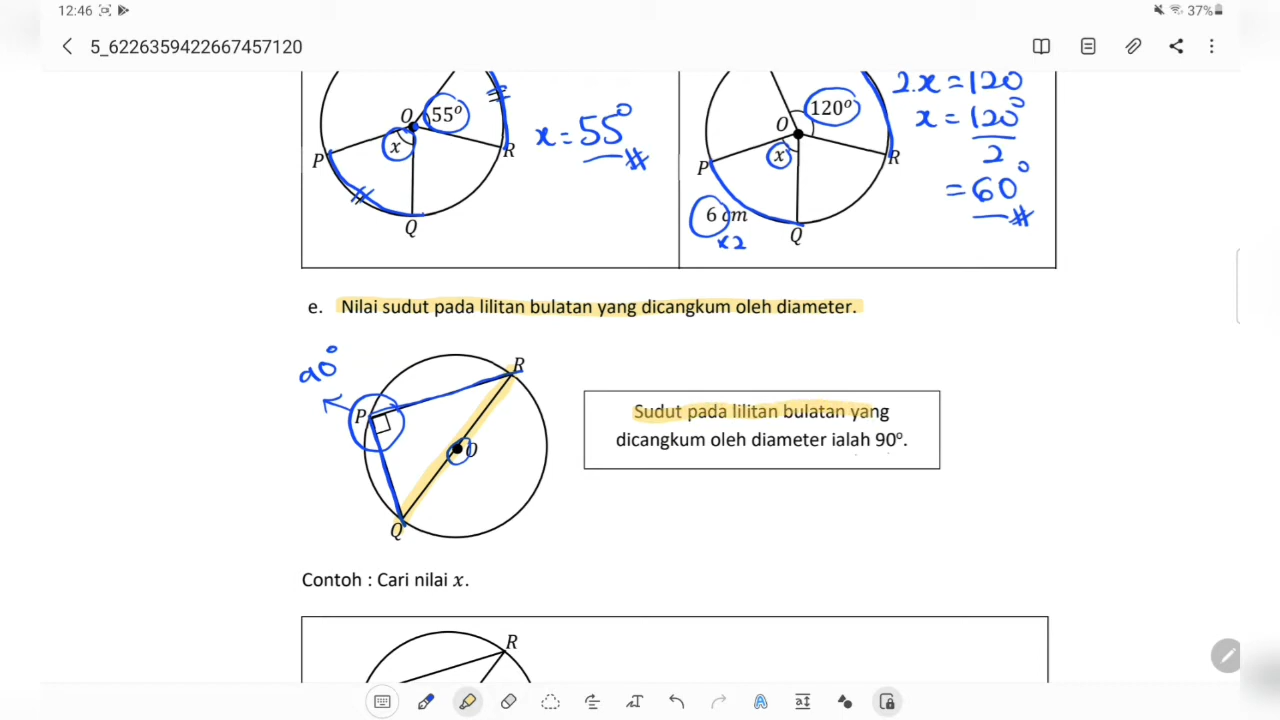 12:46
37%
5_6226359422667457120
O
55°
x
P
R
Q
x = 55°
O
120°
x
P
R
6 cm
x2
Q
2.x = 120
x = 120°
2
= 60°
e. Nilai sudut pada lilitan bulatan yang dicangkum oleh diameter.
90°
R
P
O
Q
Sudut pada lilitan bulatan yang
dicangkum oleh diameter ialah 90°.
Contoh : Cari nilai x.
R